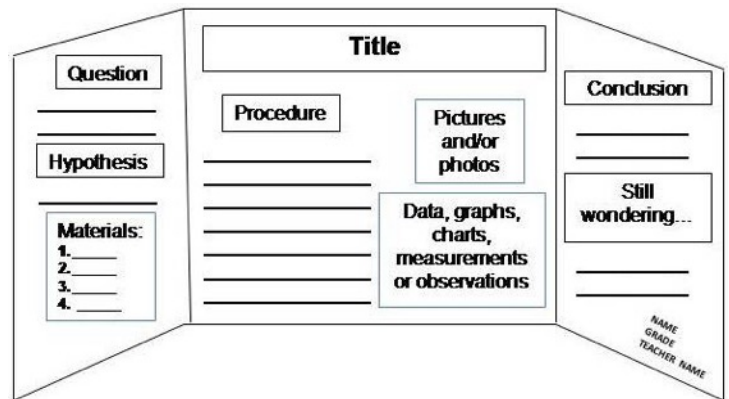 Title
Question
Hypothesis
Materials:
1.
2.
3.
4.
Procedure
Pictures
and/or
photos
Data, graphs,
charts,
measurements
or observations
Conclusion
Still
wondering...
NAME
GRADE
TEACHER NAME